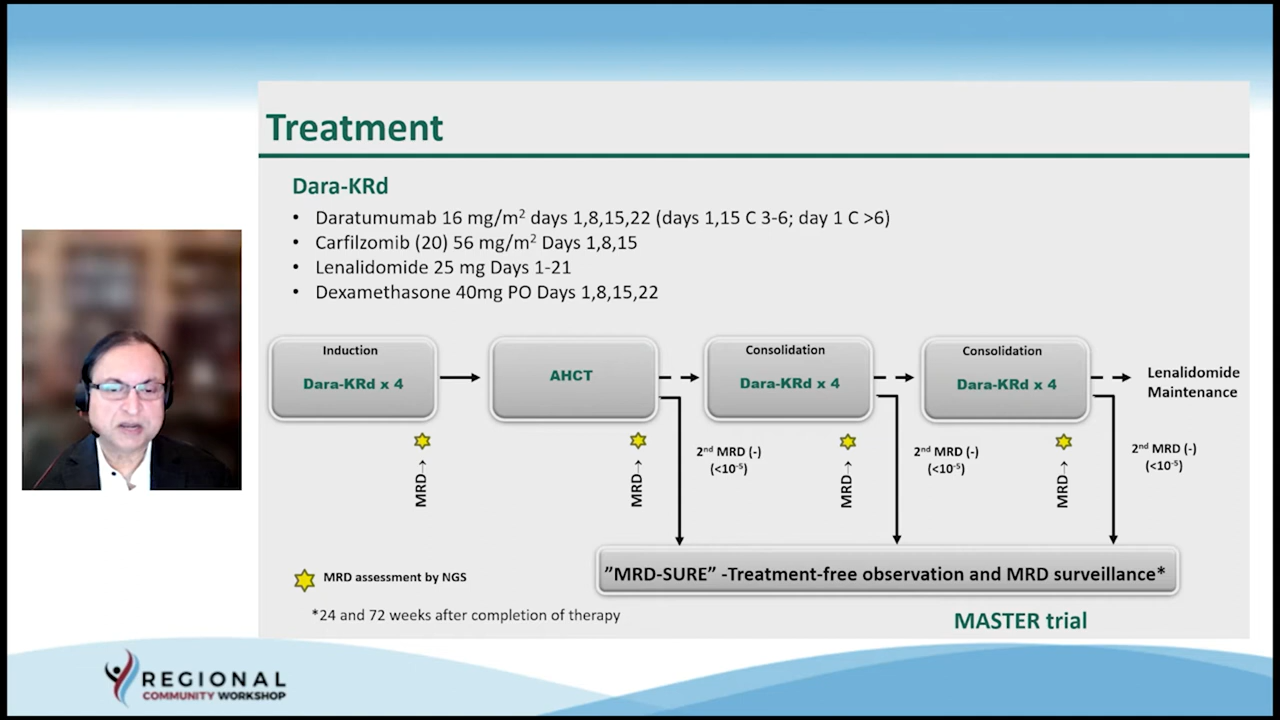 Treatment
Dara-KRd
• Daratumumab 16 mg/m² days 1,8,15,22 (days 1,15 C 3-6; day 1 C >6)
• Carfilzomib (20) 56 mg/m² Days 1,8,15
• Lenalidomide 25 mg Days 1-21
• Dexamethasone 40mg PO Days 1,8,15,22
Induction
Dara-KRd x 4
AHCT
Consolidation
Dara-KRd x 4
Consolidation
Dara-KRd x 4
Lenalidomide
Maintenance
MRD→
MRD→
2nd MRD (-)
(<10⁻⁵)
MRD→
2nd MRD (-)
(<10⁻⁵)
MRD→
2nd MRD (-)
(<10⁻⁵)
”MRD-SURE” -Treatment-free observation and MRD surveillance*
MRD assessment by NGS
*24 and 72 weeks after completion of therapy
MASTER trial
REGIONAL
COMMUNITY WORKSHOP